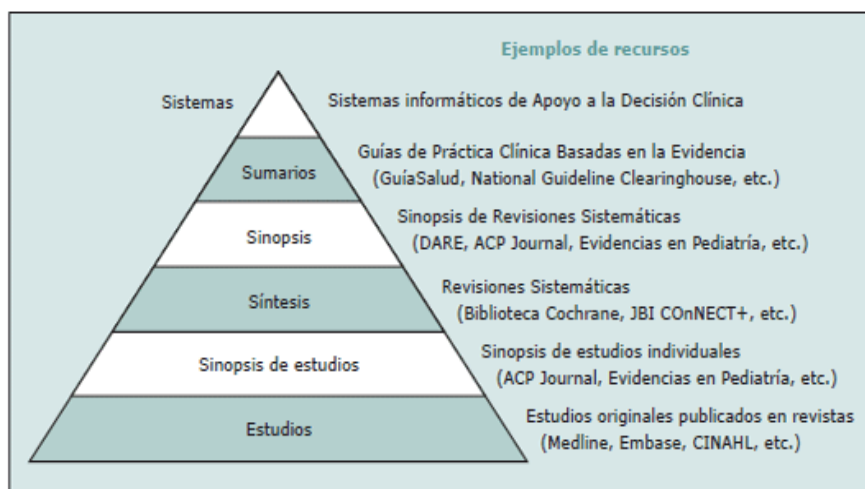 Ejemplos de recursos
Sistemas
Sistemas informáticos de Apoyo a la Decisión Clínica
Sumarios
Guías de Práctica Clínica Basadas en la Evidencia
(GuíaSalud, National Guideline Clearinghouse, etc.)
Sinopsis
Sinopsis de Revisiones Sistemáticas
(DARE, ACP Journal, Evidencias en Pediatría, etc.)
Síntesis
Revisiones Sistemáticas
(Biblioteca Cochrane, JBI COnNECT+, etc.)
Sinopsis de estudios
Sinopsis de estudios individuales
(ACP Journal, Evidencias en Pediatría, etc.)
Estudios
Estudios originales publicados en revistas
(Medline, Embase, CINAHL, etc.)